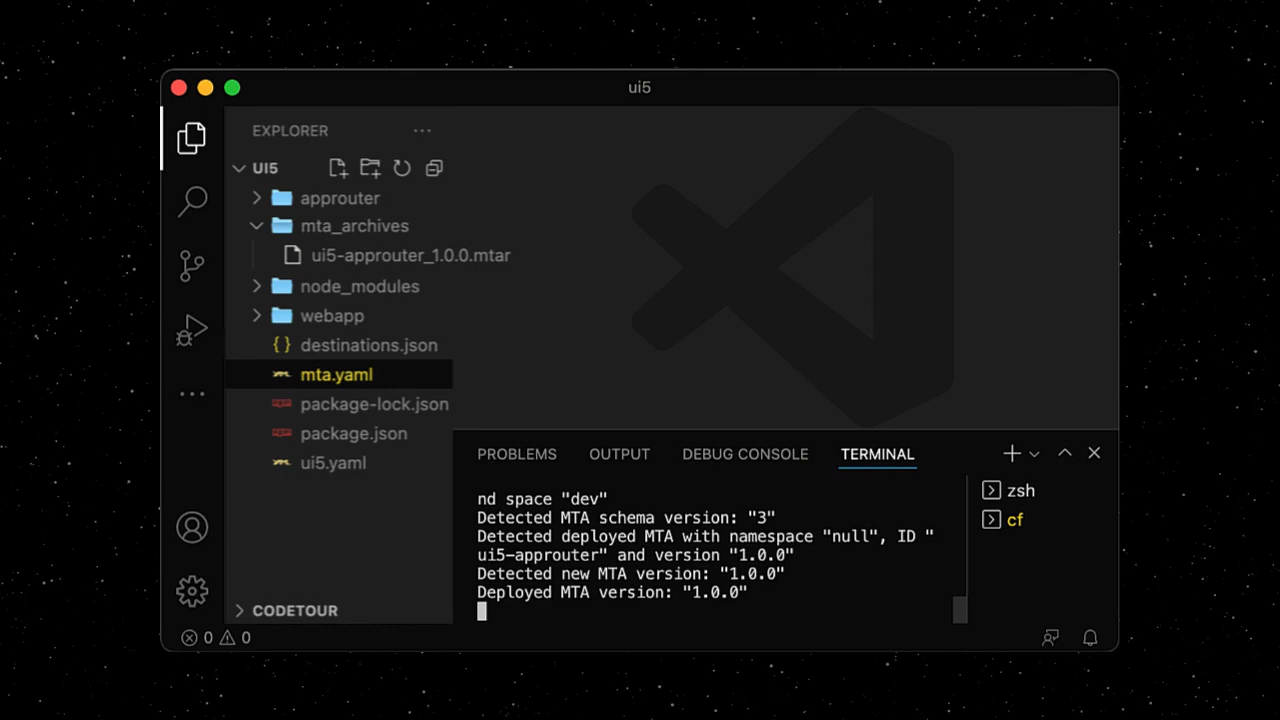 ui5
EXPLORER
UI5
approuter
mta_archives
ui5-approuter_1.0.0.mtar
node_modules
webapp
destinations.json
mta.yaml
package-lock.json
package.json
ui5.yaml
CODETOUR
PROBLEMS OUTPUT DEBUG CONSOLE TERMINAL
nd space "dev"
Detected MTA schema version: "3"
Detected deployed MTA with namespace "null", ID "
ui5-approuter" and version "1.0.0"
Detected new MTA version: "1.0.0"
Deployed MTA version: "1.0.0"
zsh
cf
0 0